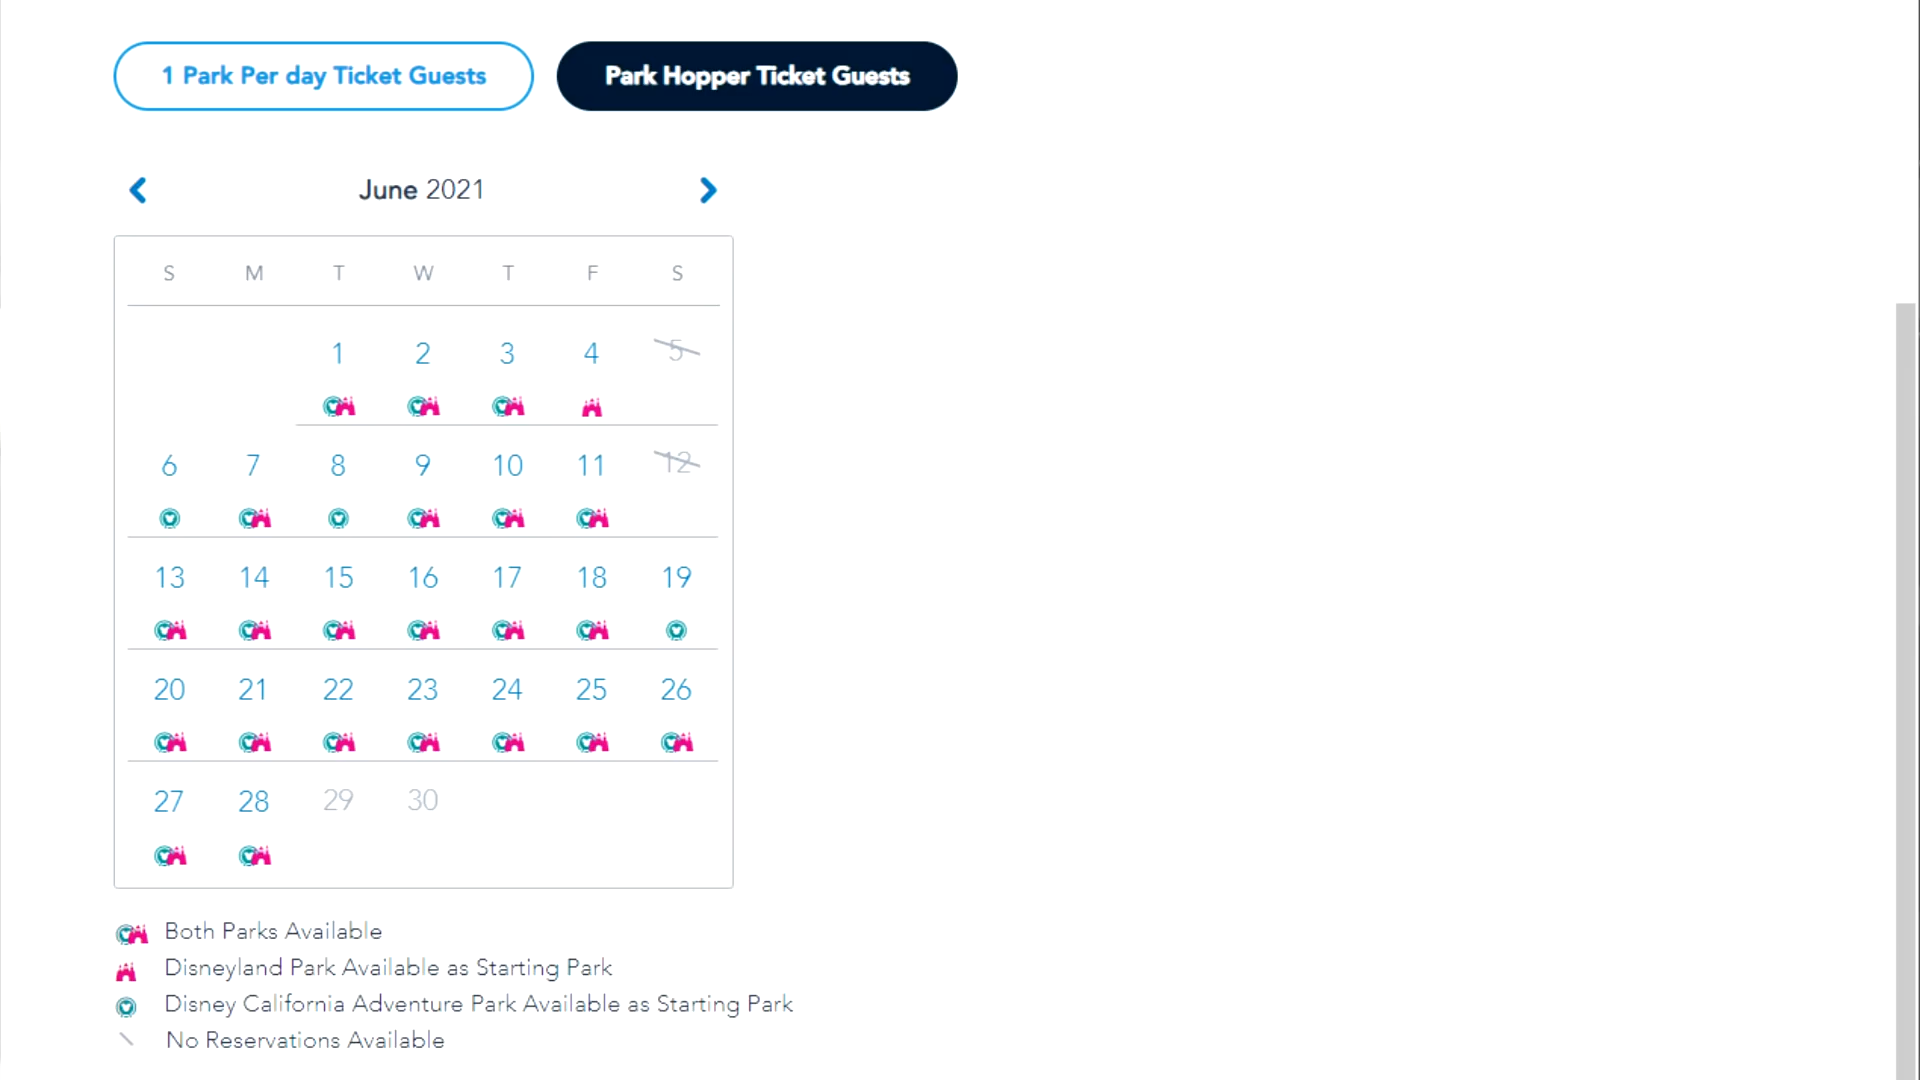 1 Park Per day Ticket Guests Park Hopper Ticket Guests
June 2021
S M T W T F S
1 2 3 4 5
6 7 8 9 10 11 12
13 14 15 16 17 18 19
20 21 22 23 24 25 26
27 28 29 30
Both Parks Available
Disneyland Park Available as Starting Park
Disney California Adventure Park Available as Starting Park
No Reservations Available